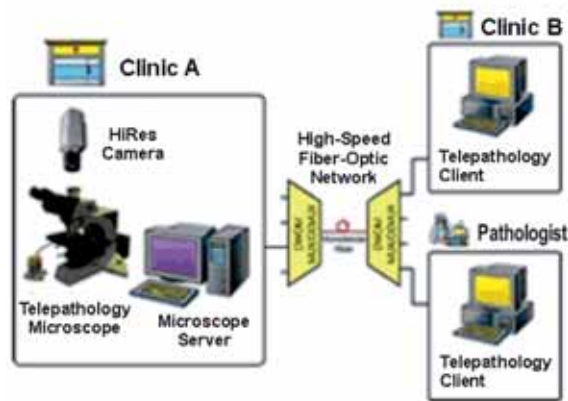 Clinic A
HiRes
Camera
Telepathology
Microscope
Microscope
Server
High-Speed
Fiber-Optic
Network
Clinic B
Telepathology
Client
Pathologist
Telepathology
Client